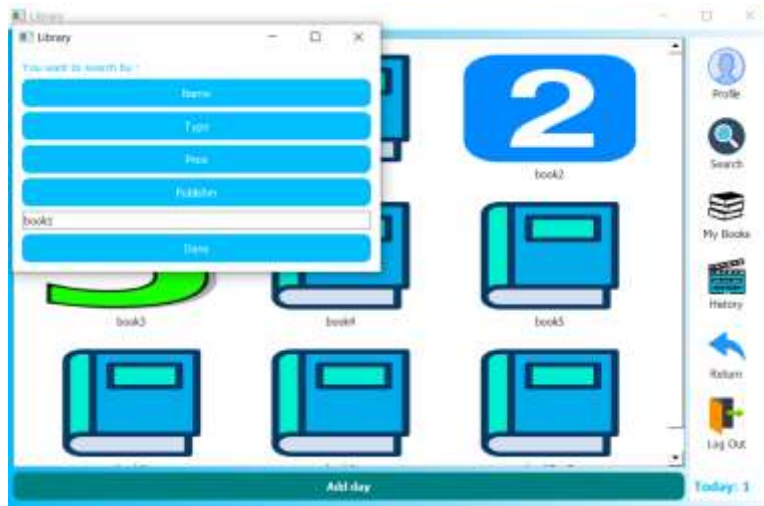 Library
Library
You want to search by :
Name
Type
Price
Publisher
book1
Done
2
book2
book3
book4
book5
Profile
Search
My Books
History
Return
Log Out
Add day
Today: 1